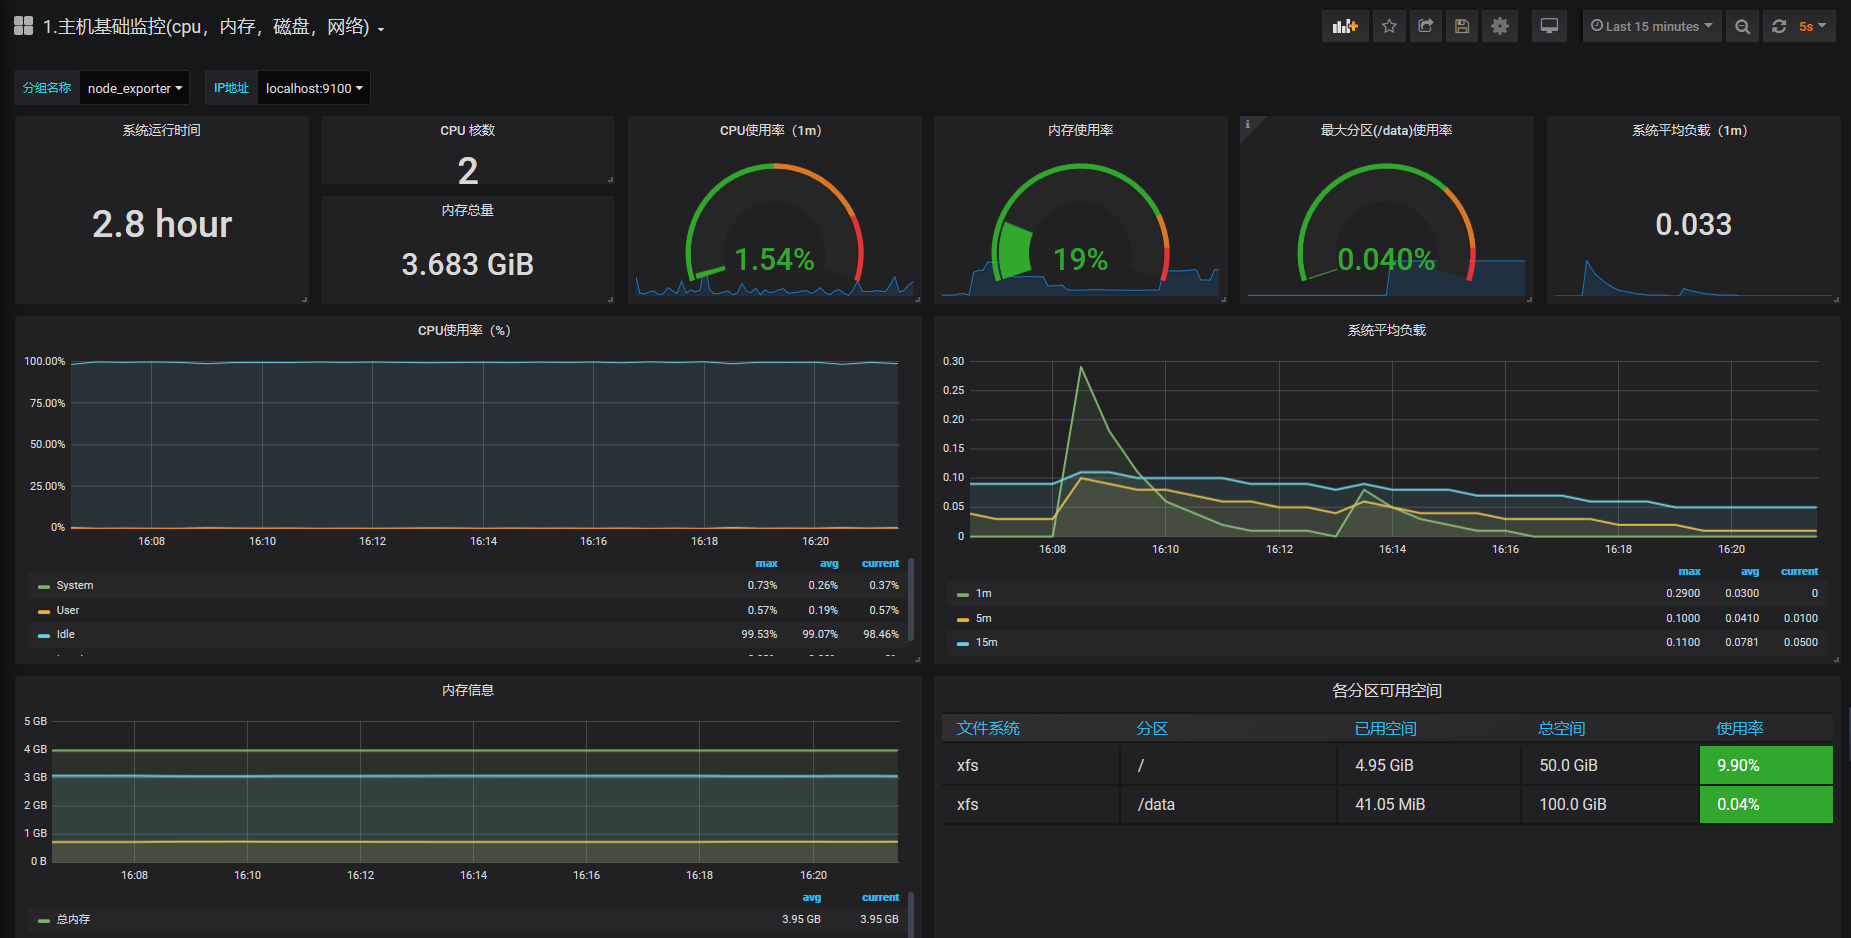 1.主机基础监控(cpu，内存，磁盘，网络)
Last 15 minutes
5s
分组名称
node_exporter
IP地址
localhost:9100
系统运行时间
2.8 hour
CPU 核数
2
内存总量
3.683 GiB
CPU使用率（1m）
1.54%
内存使用率
19%
最大分区(/data)使用率
0.040%
系统平均负载（1m）
0.033
CPU使用率（%）
100.00%
75.00%
50.00%
25.00%
0%
16:08 16:10 16:12 16:14 16:16 16:18 16:20
max avg current
System 0.73% 0.26% 0.37%
User 0.57% 0.19% 0.57%
Idle 99.53% 99.07% 98.46%
系统平均负载
0.30
0.25
0.20
0.15
0.10
0.05
0
16:08 16:10 16:12 16:14 16:16 16:18 16:20
max avg current
1m 0.2900 0.0300 0
5m 0.1000 0.0410 0.0100
15m 0.1100 0.0781 0.0500
内存信息
5 GB
4 GB
3 GB
2 GB
1 GB
0 B
16:08 16:10 16:12 16:14 16:16 16:18 16:20
avg current
总内存 3.95 GB 3.95 GB
各分区可用空间
文件系统 分区 已用空间 总空间 使用率
xfs / 4.95 GiB 50.0 GiB 9.90%
xfs /data 41.05 MiB 100.0 GiB 0.04%